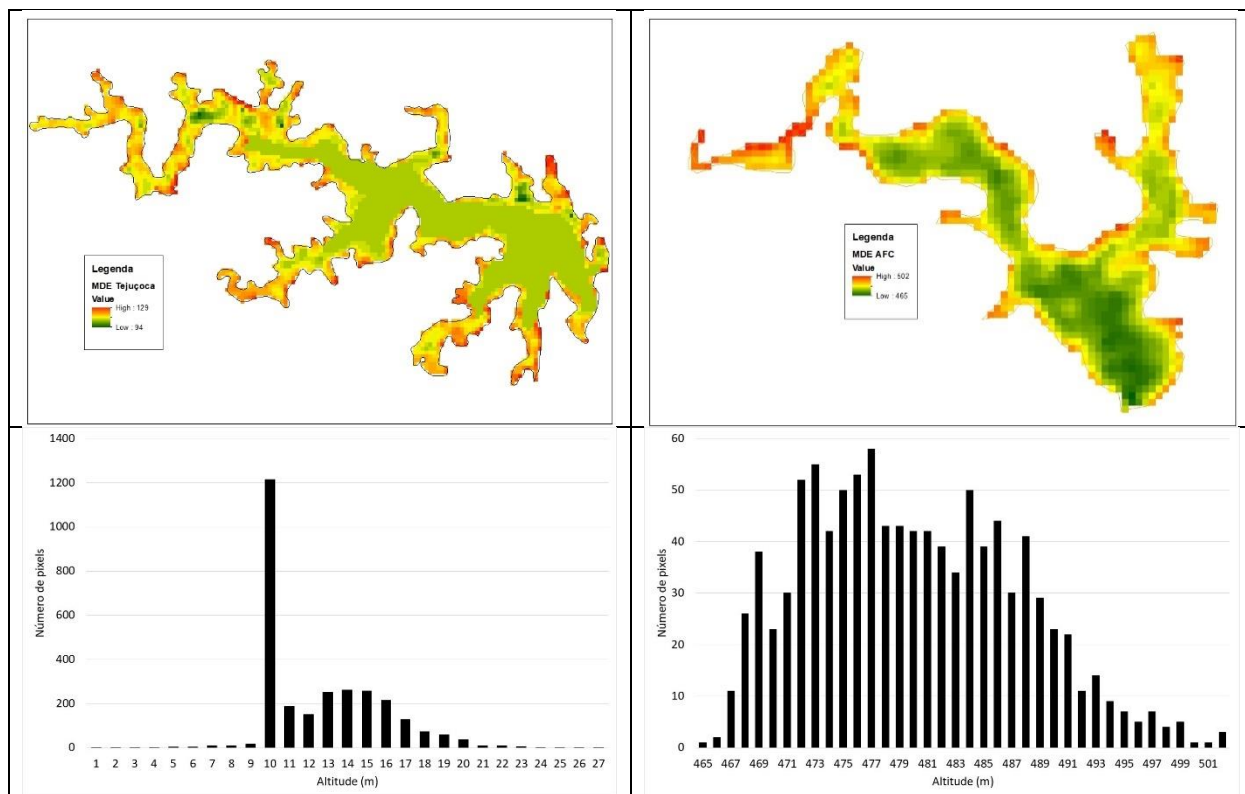 Legenda
MDE Tejuçoca
Value
High : 129
Low : 94
Legenda
MDE AFC
Value
High : 502
Low : 465
1400
1200
1000
800
600
400
200
0
Número de pixels
1 2 3 4 5 6 7 8 9 10 11 12 13 14 15 16 17 18 19 20 21 22 23 24 25 26 27
Altitude (m)
60
50
40
30
20
10
0
Número de pixels
465 467 469 471 473 475 477 479 481 483 485 487 489 491 493 495 497 499 501
Altitude (m)